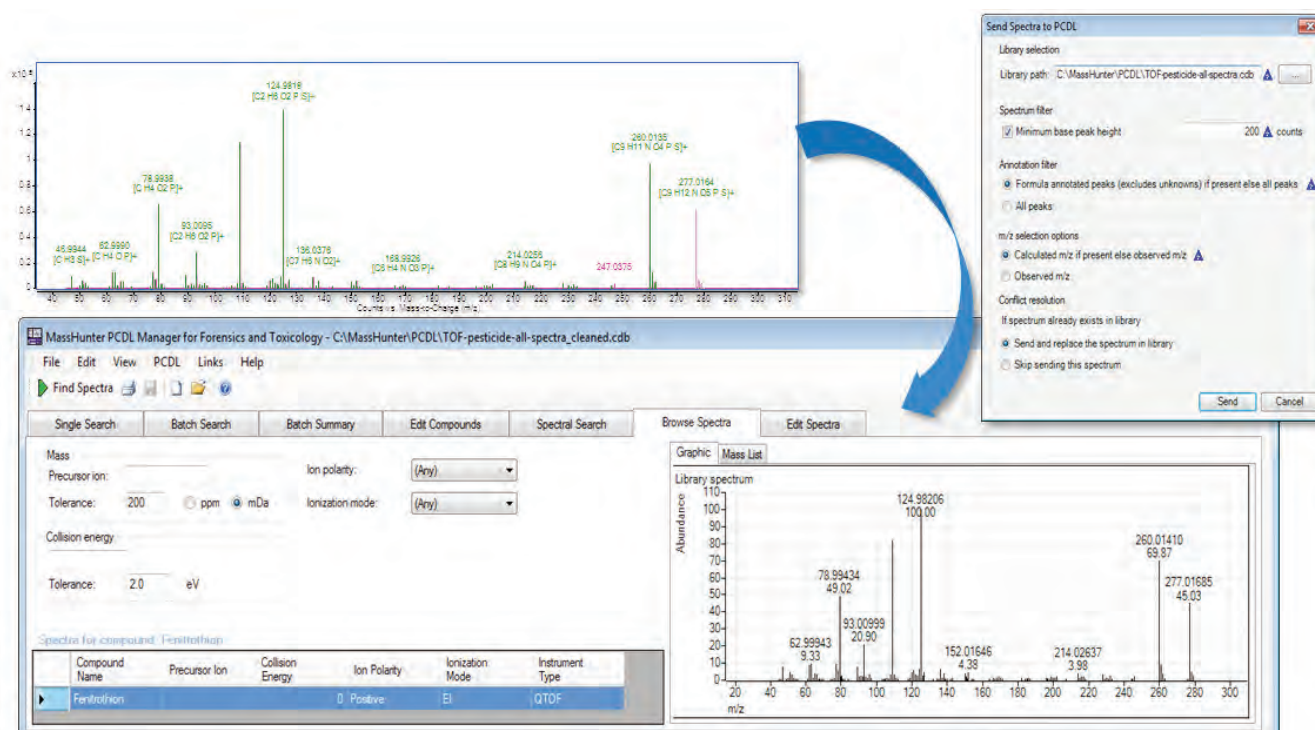 x10 5
1.4
1.2
1
0.8
0.6
0.4
0.2
0
124.9819
[C2 H6 O2 P S]+
78.9938
[C H4 O2 P]+
93.0095
[C2 H6 O2 P]+
46.9944
[C H3 S]+
62.9990
[C H4 O P]+
136.0376
[C7 H6 N O2]+
168.9926
[C6 H4 N O3 P]+
214.0256
[C8 H9 N O4 P]+
247.0375
260.0135
[C9 H11 N O4 P S]+
277.0164
[C9 H12 N O5 P S]+
40 50 60 70 80 90 100 110 120 130 140 150 160 170 180 190 200 210 220 230 240 250 260 270 280 290 300 310
Counts vs. Mass-to-Charge (m/z)
Send Spectra to PCDL
Library selection
Library path: C:\MassHunter\PCDL\TOF-pesticide-all-spectra.cdb ...
Spectrum filter
Minimum base peak height 200 counts
Annotation filter
Formula annotated peaks (excludes unknowns) if present else all peaks
All peaks
m/z selection options
Calculated m/z if present else observed m/z
Observed m/z
Conflict resolution
If spectrum already exists in library
Send and replace the spectrum in library
Skip sending this spectrum
Send Cancel
MassHunter PCDL Manager for Forensics and Toxicology - C:\MassHunter\PCDL\TOF-pesticide-all-spectra_cleaned.cdb
File Edit View PCDL Links Help
Find Spectra
Single Search Batch Search Batch Summary Edit Compounds Spectral Search Browse Spectra Edit Spectra
Mass
Precursor ion:
Tolerance: 200 ppm mDa
Collision energy
Tolerance: 2.0 eV
Ion polarity: (Any)
Ionization mode: (Any)
Spectra for compound: Fenitrothion
Compound Name Precursor Ion Collision Energy Ion Polarity Ionization Mode Instrument Type
Fenitrothion 0 Positive EI QTOF
Graphic Mass List
Library spectrum
Abundance
110
100
90
80
70
60
50
40
30
20
10
0
62.99943
9.33
78.99434
49.02
93.00999
20.90
124.98206
100.00
152.01646
4.38
214.02637
3.98
260.01410
69.87
277.01685
45.03
20 40 60 80 100 120 140 160 180 200 220 240 260 280 300
m/z